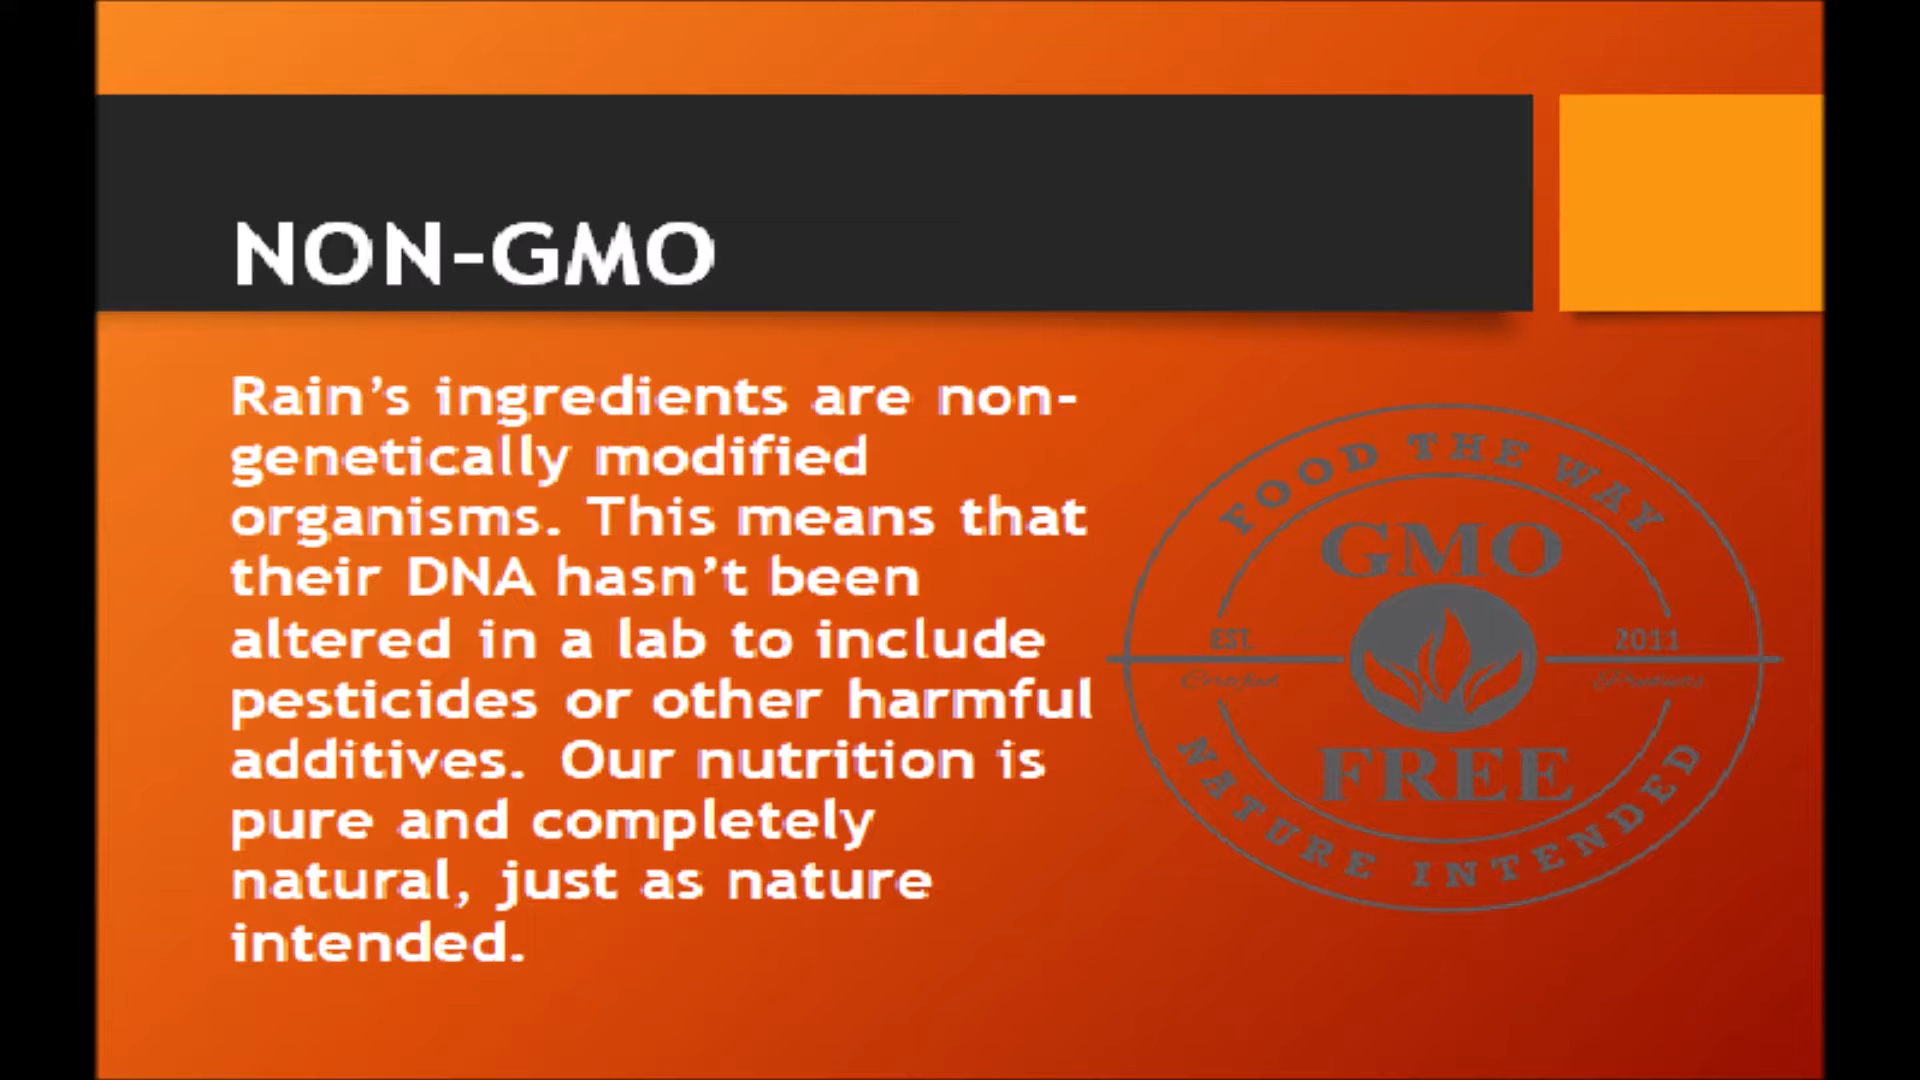 NON-GMO
Rain’s ingredients are non-
genetically modified
organisms. This means that
their DNA hasn’t been
altered in a lab to include
pesticides or other harmful
additives. Our nutrition is
pure and completely
natural, just as nature
intended.
FOOD THE WAY
GMO
EST. 2011
FREE
NATURE INTENDED